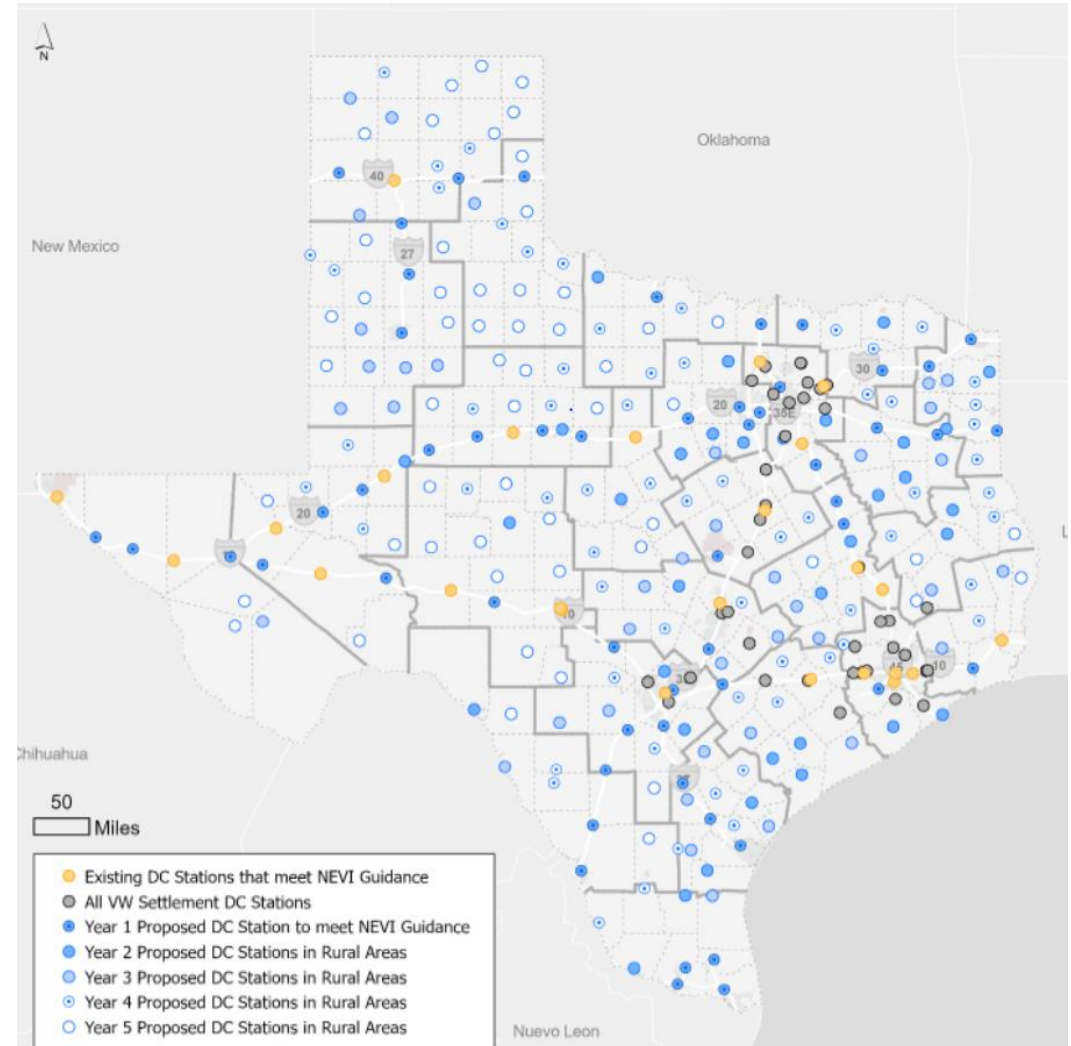 N
Oklahoma
40
New Mexico
27
30
20
35E
20
10
45
10
Chihuahua
50
Miles
Existing DC Stations that meet NEVI Guidance
All VW Settlement DC Stations
Year 1 Proposed DC Station to meet NEVI Guidance
Year 2 Proposed DC Stations in Rural Areas
Year 3 Proposed DC Stations in Rural Areas
Year 4 Proposed DC Stations in Rural Areas
Year 5 Proposed DC Stations in Rural Areas
Nuevo Leon